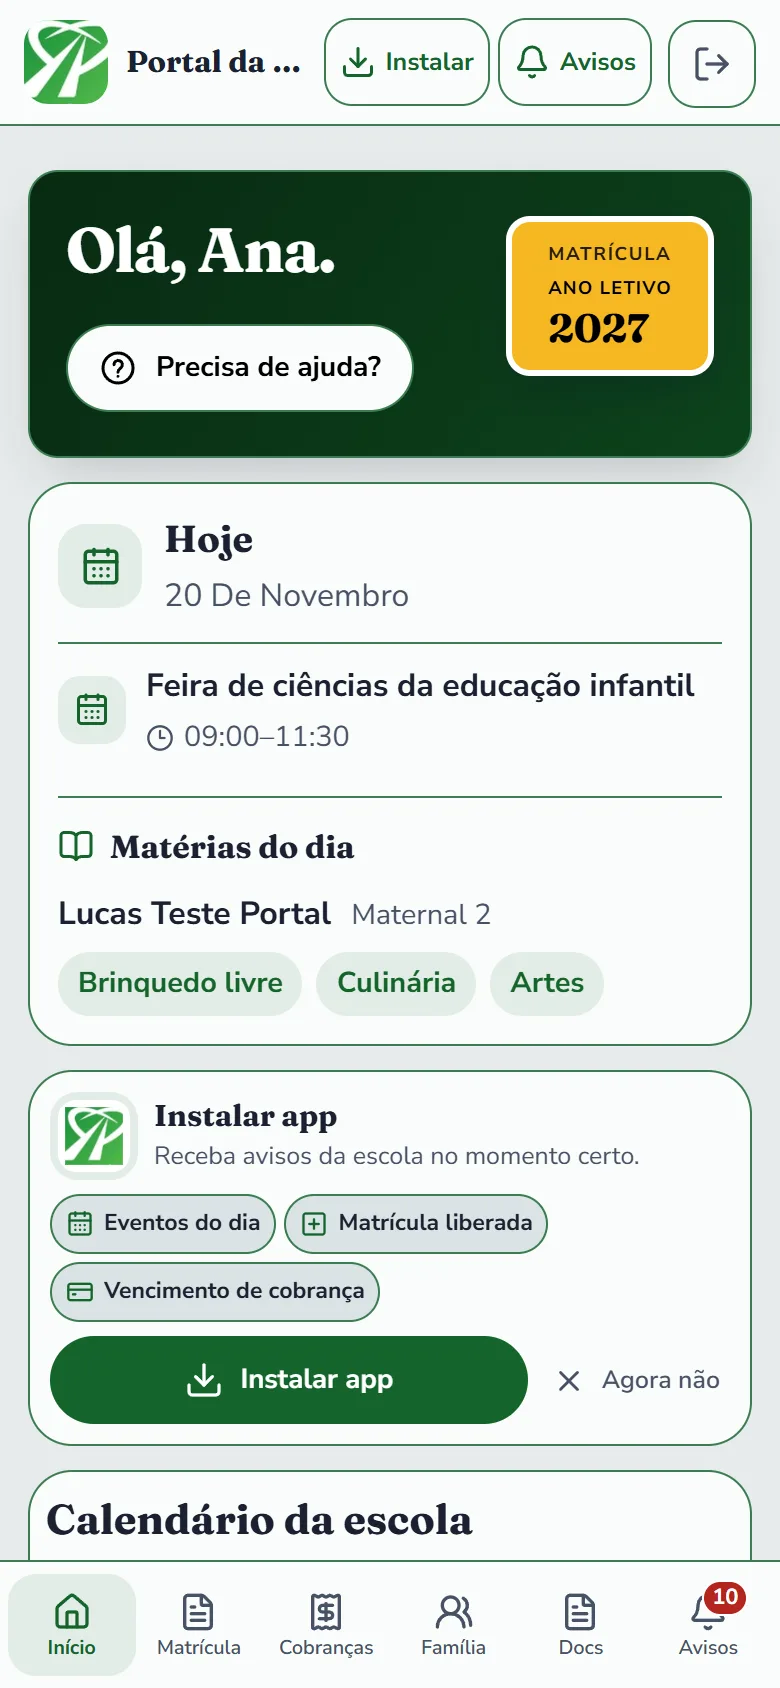 Portal da ...
Instalar
Avisos
Olá, Ana.
Precisa de ajuda?
MATRÍCULA
ANO LETIVO
2027
Hoje
20 De Novembro
Feira de ciências da educação infantil
09:00–11:30
Matérias do dia
Lucas Teste Portal Maternal 2
Brinquedo livre Culinária Artes
Instalar app
Receba avisos da escola no momento certo.
Eventos do dia Matrícula liberada
Vencimento de cobrança
Instalar app Agora não
Calendário da escola
10
Início Matrícula Cobranças Família Docs Avisos